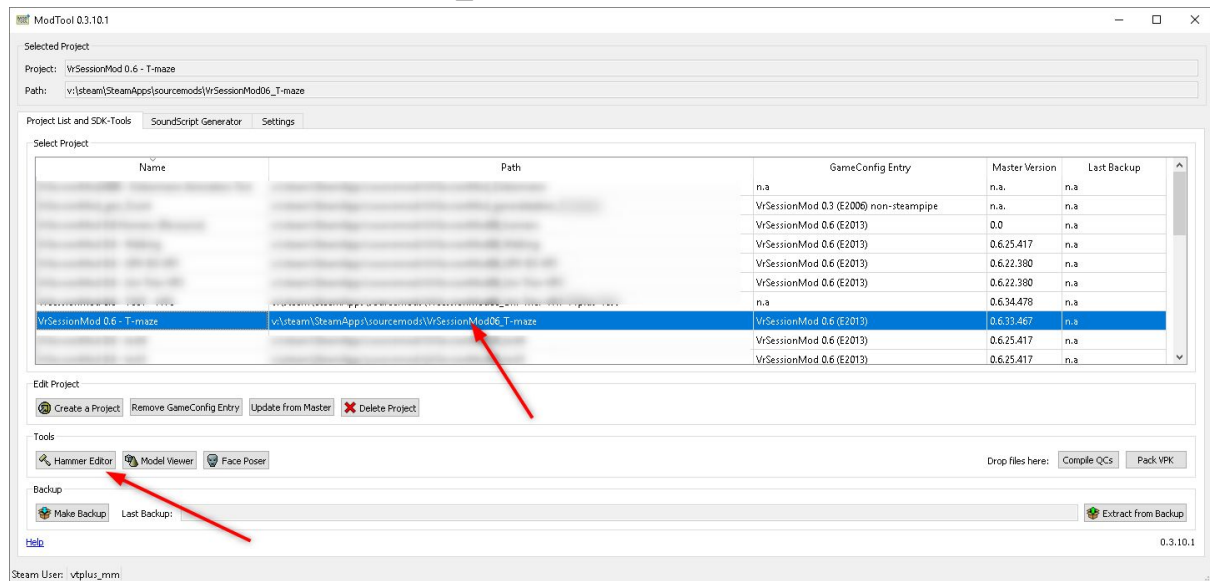 ModTool 0.3.10.1
Selected Project
Project: VrSessionMod 0.6 - T-maze
Path: v:\steam\SteamApps\sourcemods\VrSessionMod06_T-maze
Project List and SDK-Tools SoundScript Generator Settings
Select Project
Name Path GameConfig Entry Master Version Last Backup
n.a n.a. n.a
VrSessionMod 0.3 (E2006) non-steampipe n.a. n.a
VrSessionMod 0.6 (E2013) 0.0 n.a
VrSessionMod 0.6 (E2013) 0.6.25.417 n.a
VrSessionMod 0.6 (E2013) 0.6.22.380 n.a
VrSessionMod 0.6 (E2013) 0.6.22.380 n.a
n.a 0.6.34.478 n.a
VrSessionMod 0.6 - T-maze v:\steam\SteamApps\sourcemods\VrSessionMod06_T-maze VrSessionMod 0.6 (E2013) 0.6.33.467 n.a
VrSessionMod 0.6 (E2013) 0.6.25.417 n.a
VrSessionMod 0.6 (E2013) 0.6.25.417 n.a
Edit Project
Create a Project Remove GameConfig Entry Update from Master Delete Project
Tools
Hammer Editor Model Viewer Face Poser Drop files here: Compile QCs Pack VPK
Backup
Make Backup Last Backup: Extract from Backup
Help 0.3.10.1
Steam User: vtplus_mm